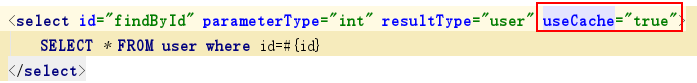 <select id="findById" parameterType="int" resultType="user" useCache="true">
SELECT * FROM user where id=#{id}
</select>